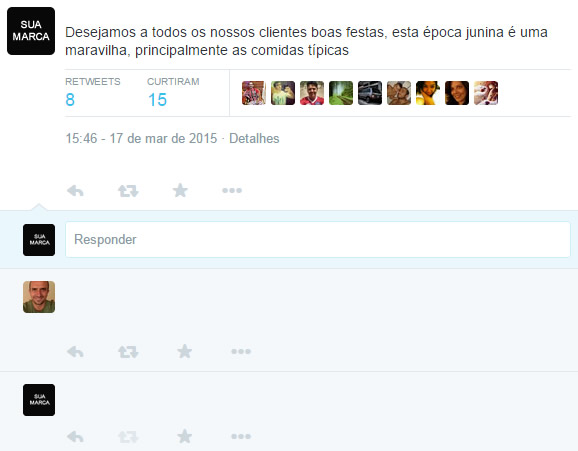 SUA
MARCA
Desejamos a todos os nossos clientes boas festas, esta época junina é uma
maravilha, principalmente as comidas típicas
RETWEETS
CURTIRAM
8
15
15:46 - 17 de mar de 2015 · Detalhes
SUA
MARCA
Responder
SUA
MARCA